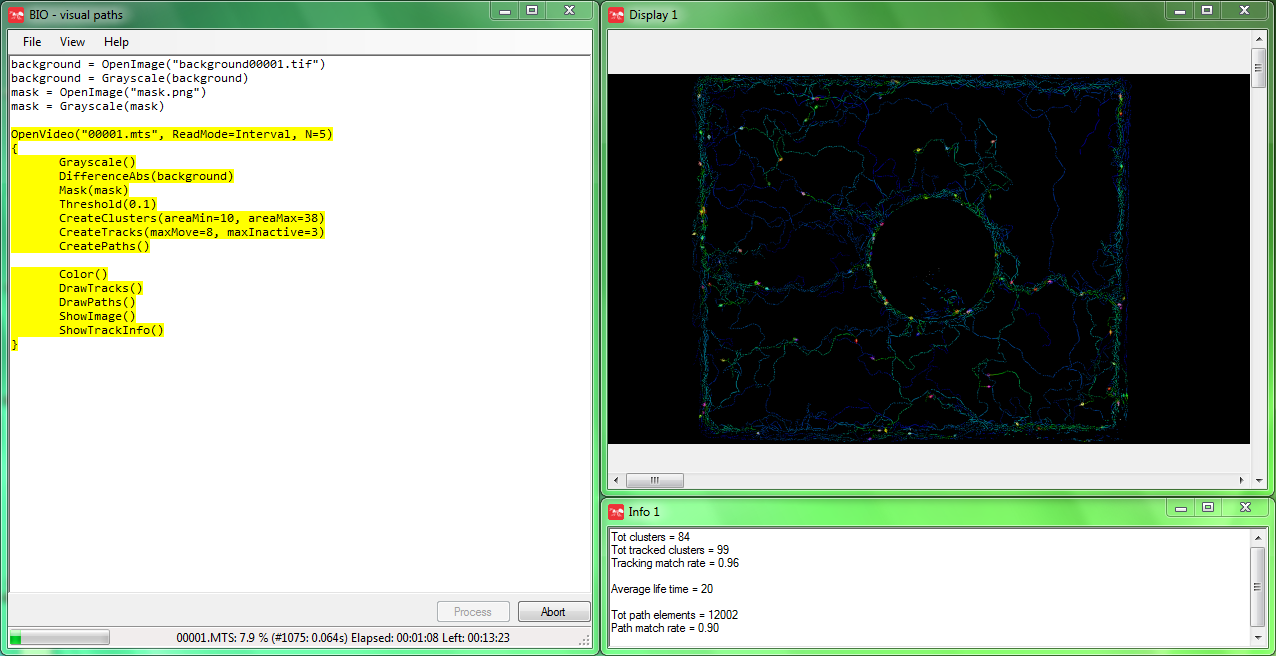 BIO - visual paths
File View Help
background = OpenImage("background00001.tif")
background = Grayscale(background)
mask = OpenImage("mask.png")
mask = Grayscale(mask)
OpenVideo("00001.mts", ReadMode=Interval, N=5)
{
Grayscale()
DifferenceAbs(background)
Mask(mask)
Threshold(0.1)
CreateClusters(areaMin=10, areaMax=38)
CreateTracks(maxMove=8, maxInactive=3)
CreatePaths()
Color()
DrawTracks()
DrawPaths()
ShowImage()
ShowTrackInfo()
}
Process Abort
00001.MTS: 7.9 % (#1075: 0.064s) Elapsed: 00:01:08 Left: 00:13:23
Display 1
Info 1
Tot clusters = 84
Tot tracked clusters = 99
Tracking match rate = 0.96
Average life time = 20
Tot path elements = 12002
Path match rate = 0.90